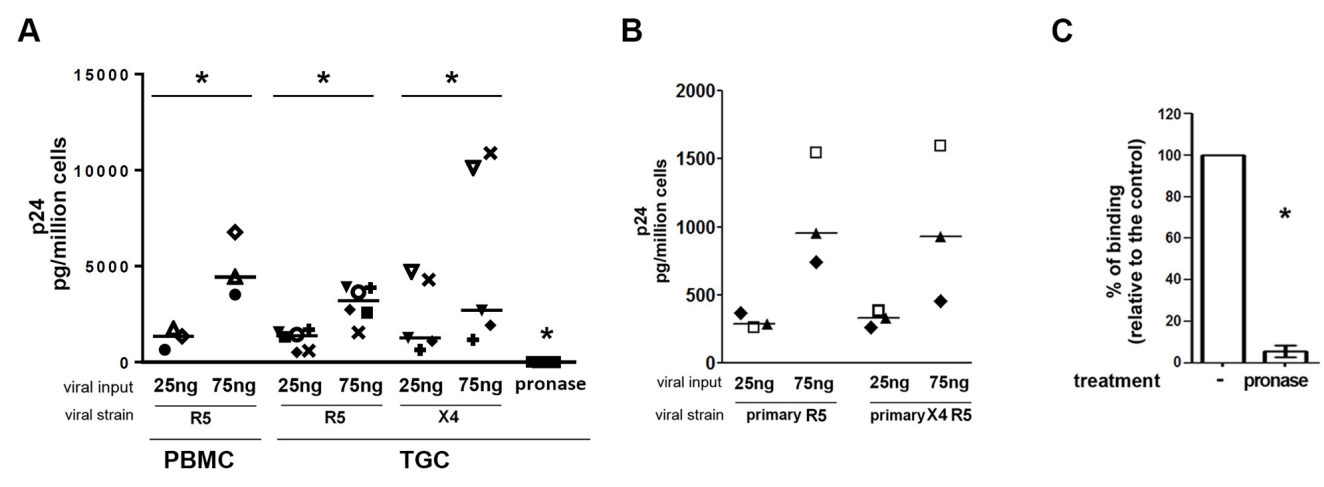 A
p24
pg/million cells
15000
10000
5000
0
*
*
*
*
viral input
25ng 75ng 25ng 75ng 25ng 75ng pronase
viral strain
R5 R5 X4
PBMC TGC
B
p24
pg/million cells
2000
1500
1000
500
0
viral input
25ng 75ng 25ng 75ng
viral strain
primary R5 primary X4 R5
C
% of binding
(relative to the control)
120
100
80
60
40
20
0
*
treatment - pronase